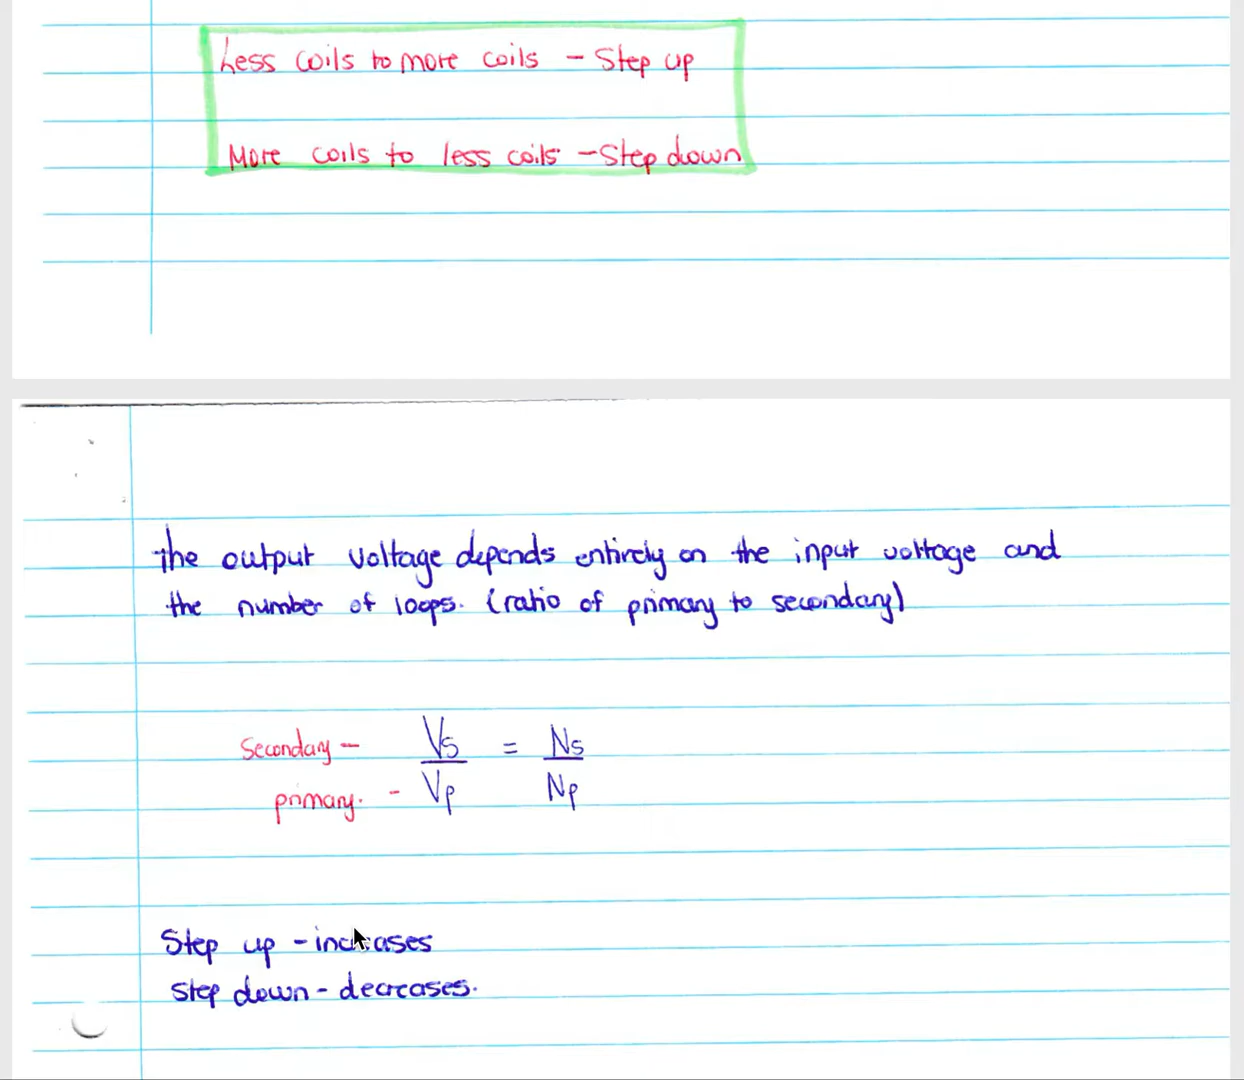 Less coils to more coils - Step up
More coils to less coils - Step down
The output voltage depends entirely on the input voltage and
the number of loops. (ratio of primary to secondary)
Secondary - Vs = Ns
primary. - Vp Np
Step up - increases
Step down - decreases.